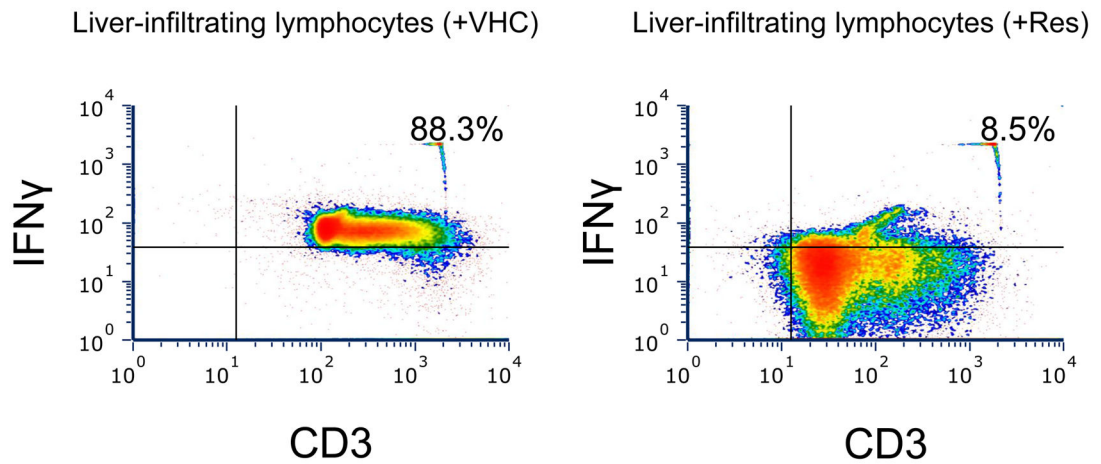 Liver-infiltrating lymphocytes (+VHC)
Liver-infiltrating lymphocytes (+Res)
10^4
88.3%
10^3
10^2
10^1
10^0
IFNγ
10^0 10^1 10^2 10^3 10^4
CD3
10^4
8.5%
10^3
10^2
10^1
10^0
IFNγ
10^0 10^1 10^2 10^3 10^4
CD3